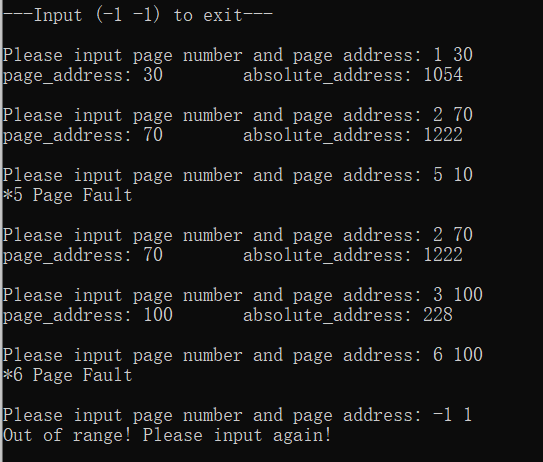 ---Input (-1 -1) to exit---
Please input page number and page address: 1 30
page_address: 30 absolute_address: 1054
Please input page number and page address: 2 70
page_address: 70 absolute_address: 1222
Please input page number and page address: 5 10
*5 Page Fault
Please input page number and page address: 2 70
page_address: 70 absolute_address: 1222
Please input page number and page address: 3 100
page_address: 100 absolute_address: 228
Please input page number and page address: 6 100
*6 Page Fault
Please input page number and page address: -1 1
Out of range! Please input again!